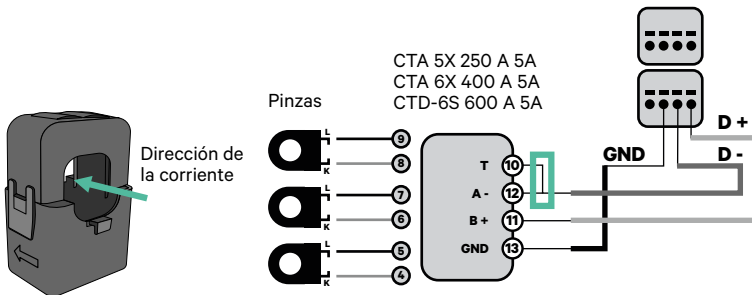 CTA 5X 250 A 5A
CTA 6X 400 A 5A
CTD-6S 600 A 5A
Pinzas
Dirección de
la corriente
L
K
9
8
L
K
7
6
L
K
5
4
T 10
A - 12
B + 11
GND 13
GND
D +
D -